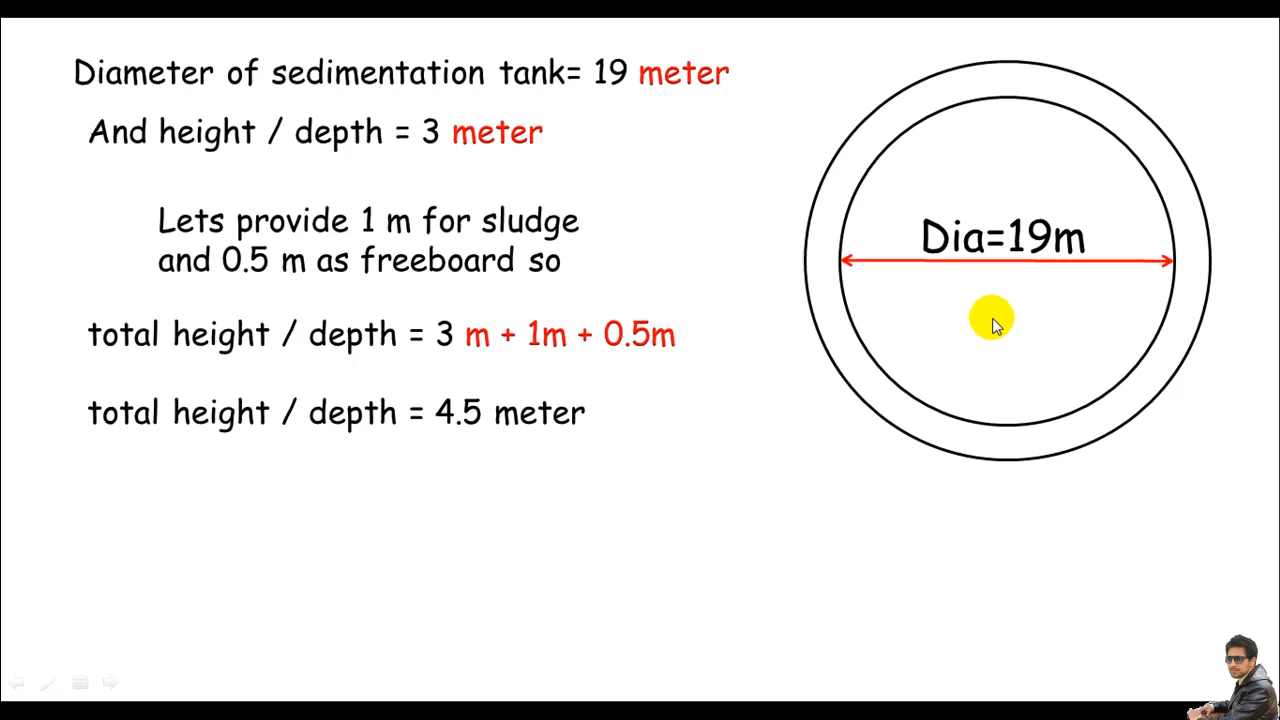 Diameter of sedimentation tank= 19 meter
And height / depth = 3 meter
Lets provide 1 m for sludge
and 0.5 m as freeboard so
total height / depth = 3 m + 1m + 0.5m
total height / depth = 4.5 meter
Dia=19m